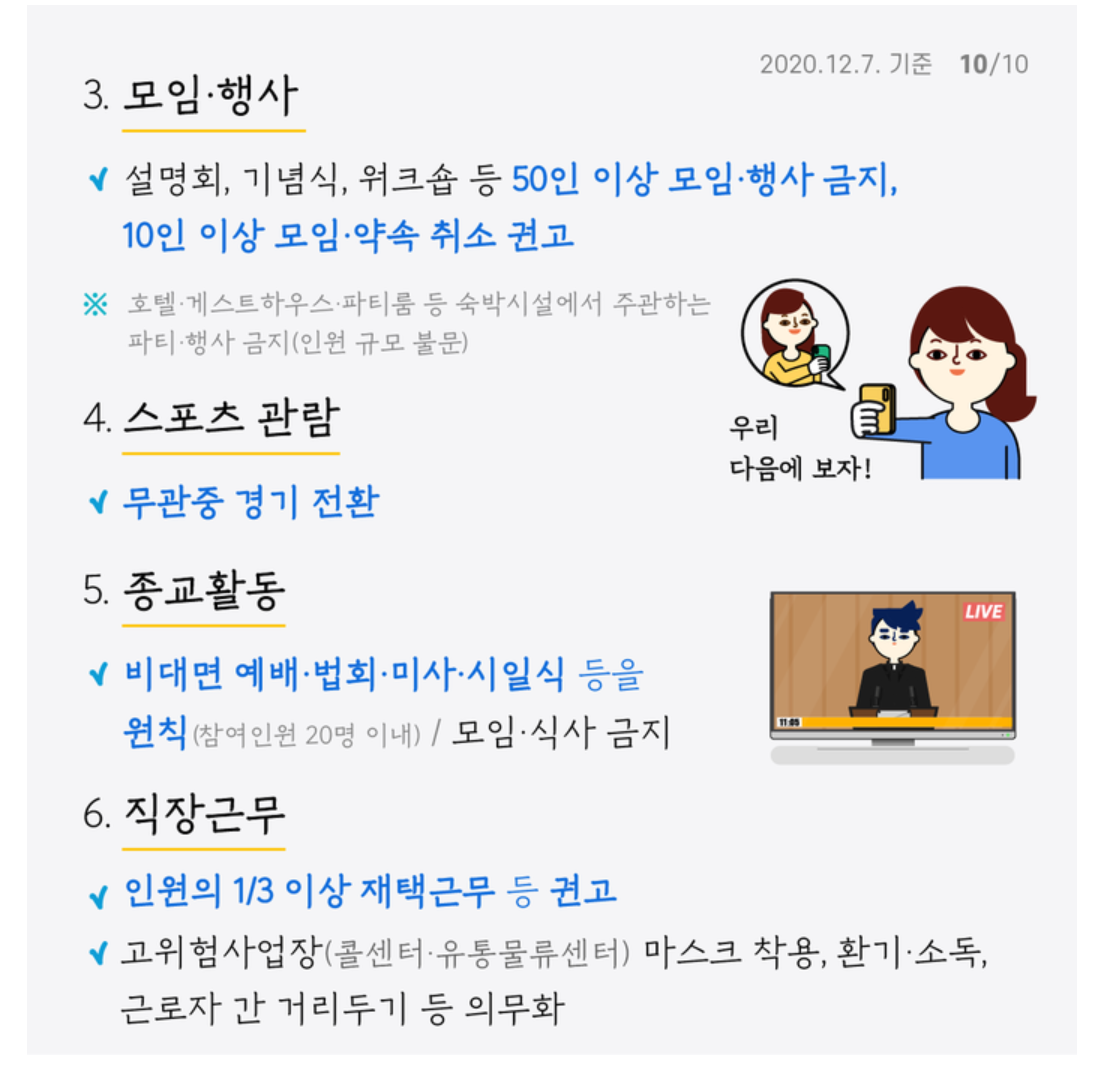 2020.12.7. 기준 10/10
3. 모임·행사
설명회, 기념식, 워크숍 등 50인 이상 모임·행사 금지,
10인 이상 모임·약속 취소 권고
※ 호텔·게스트하우스·파티룸 등 숙박시설에서 주관하는
파티·행사 금지(인원 규모 불문)
우리
다음에 보자!
4. 스포츠 관람
무관중 경기 전환
5. 종교활동
비대면 예배·법회·미사·시일식 등을
원칙(참여인원 20명 이내) / 모임·식사 금지
LIVE
11:05
6. 직장근무
인원의 1/3 이상 재택근무 등 권고
고위험사업장(콜센터·유통물류센터) 마스크 착용, 환기·소독,
근로자 간 거리두기 등 의무화